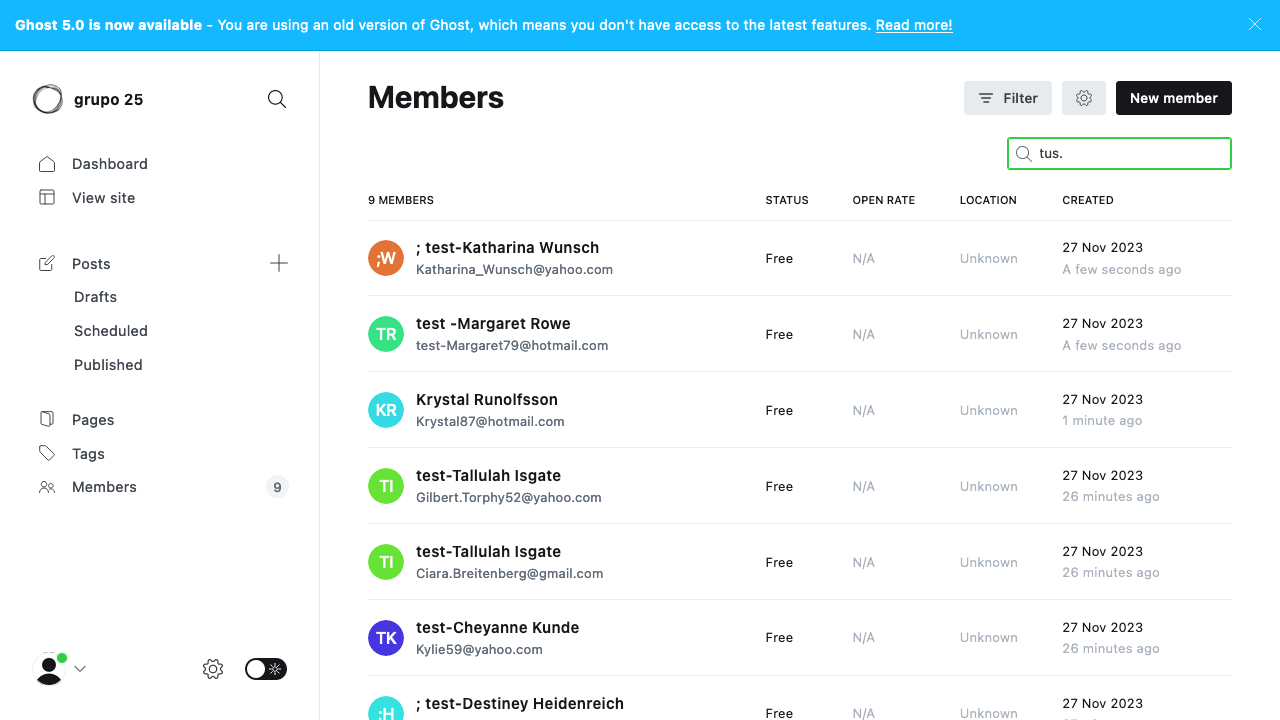 Ghost 5.0 is now available - You are using an old version of Ghost, which means you don't have access to the latest features. Read more!
grupo 25
Dashboard
View site
Posts
Drafts
Scheduled
Published
Pages
Tags
Members 9
Members
Filter
New member
tus.
9 MEMBERS STATUS OPEN RATE LOCATION CREATED
;W ; test-Katharina Wunsch Free N/A Unknown 27 Nov 2023
Katharina_Wunsch@yahoo.com A few seconds ago
TR test -Margaret Rowe Free N/A Unknown 27 Nov 2023
test-Margaret79@hotmail.com A few seconds ago
KR Krystal Runolfsson Free N/A Unknown 27 Nov 2023
Krystal87@hotmail.com 1 minute ago
TI test-Tallulah Isgate Free N/A Unknown 27 Nov 2023
Gilbert.Torphy52@yahoo.com 26 minutes ago
TI test-Tallulah Isgate Free N/A Unknown 27 Nov 2023
Ciara.Breitenberg@gmail.com 26 minutes ago
TK test-Cheyanne Kunde Free N/A Unknown 27 Nov 2023
Kylie59@yahoo.com 26 minutes ago
;H ; test-Destiney Heidenreich Free N/A Unknown 27 Nov 2023